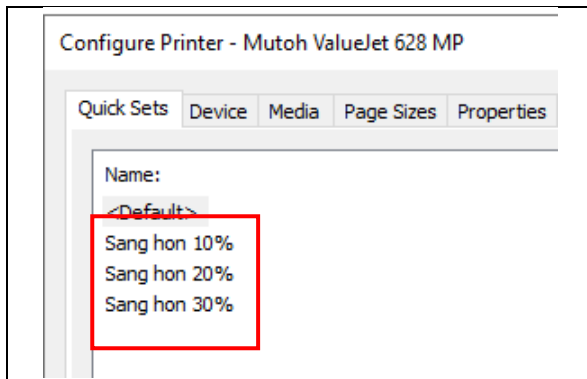 Configure Printer - Mutoh ValueJet 628 MP
Quick Sets Device Media Page Sizes Properties
Name:
<Default>
Sang hon 10%
Sang hon 20%
Sang hon 30%